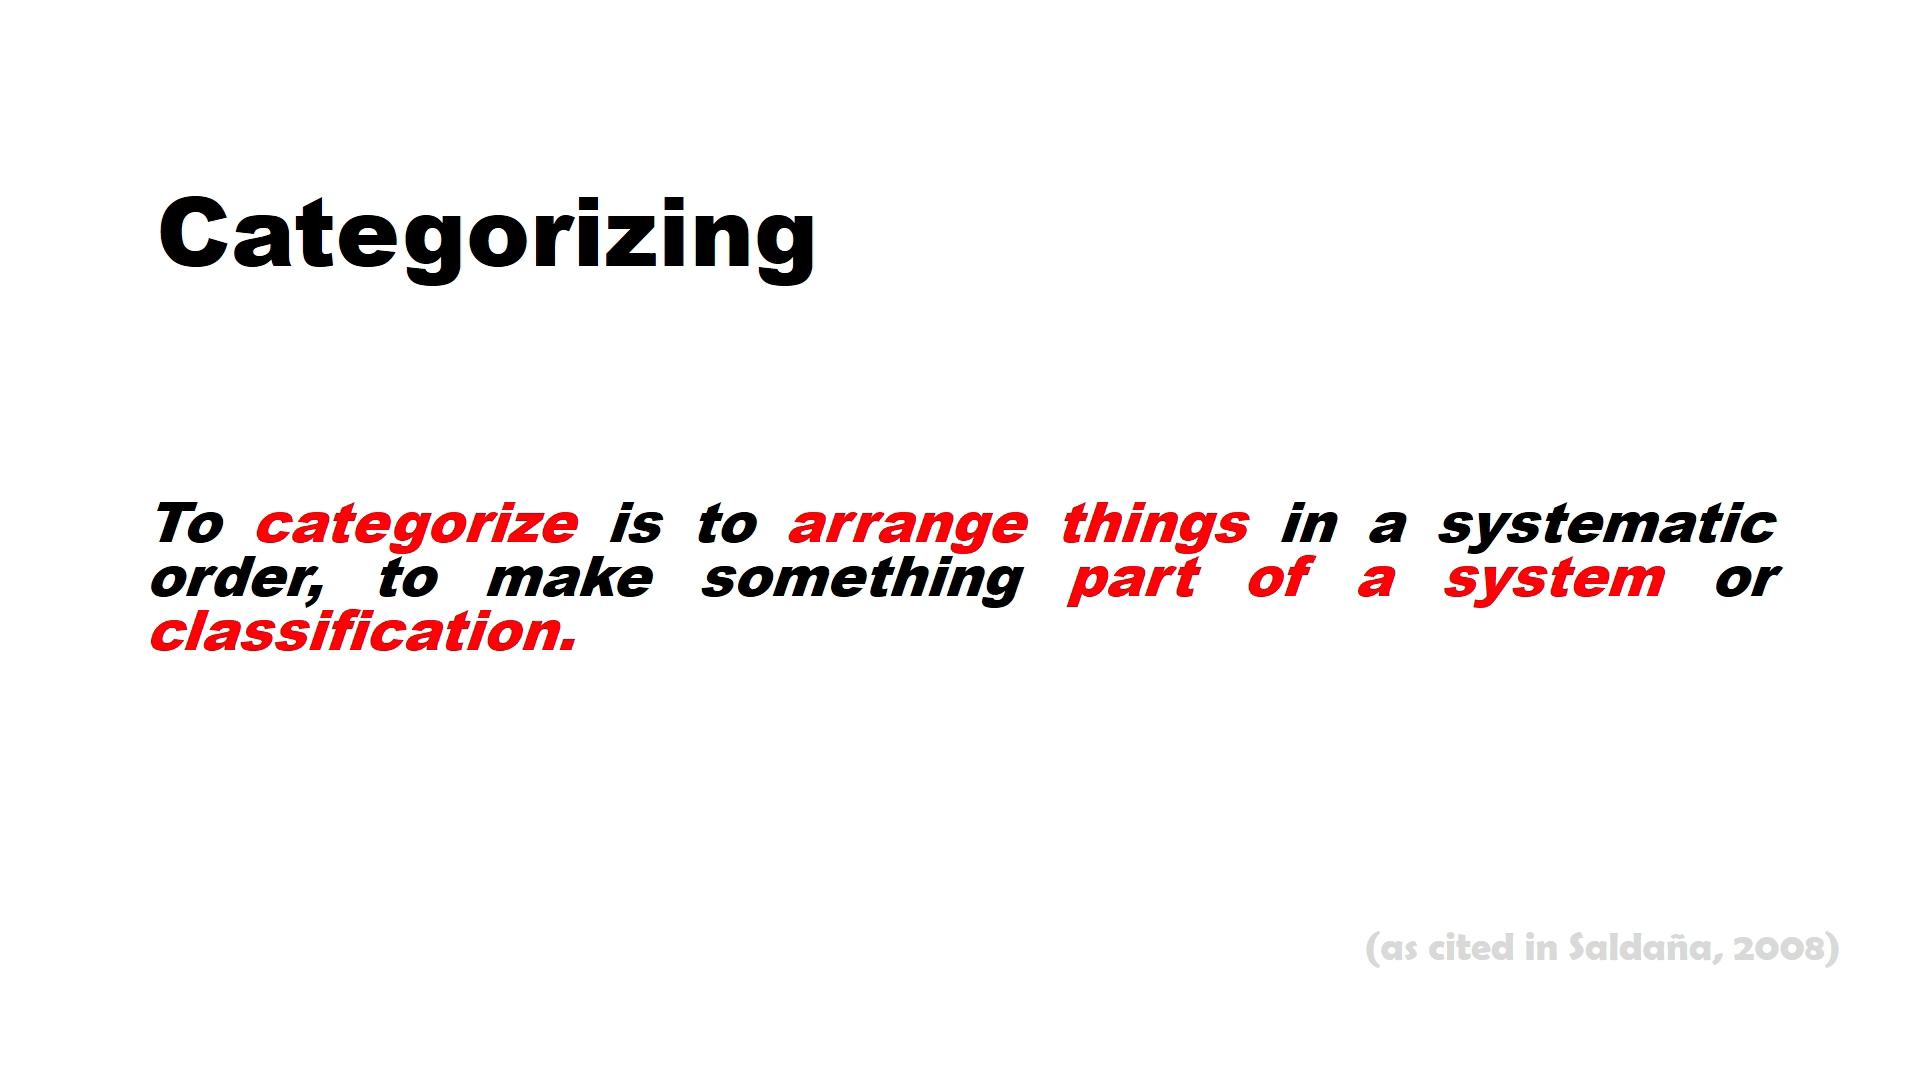 Categorizing
To categorize is to arrange things in a systematic
order, to make something part of a system or
classification.
(as cited in Saldaña, 2008)